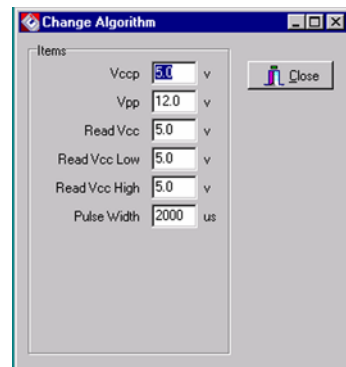 Change Algorithm
Items
Vccp 5.0 v
Vpp 12.0 v
Read Vcc 5.0 v
Read Vcc Low 5.0 v
Read Vcc High 5.0 v
Pulse Width 2000 us
Close